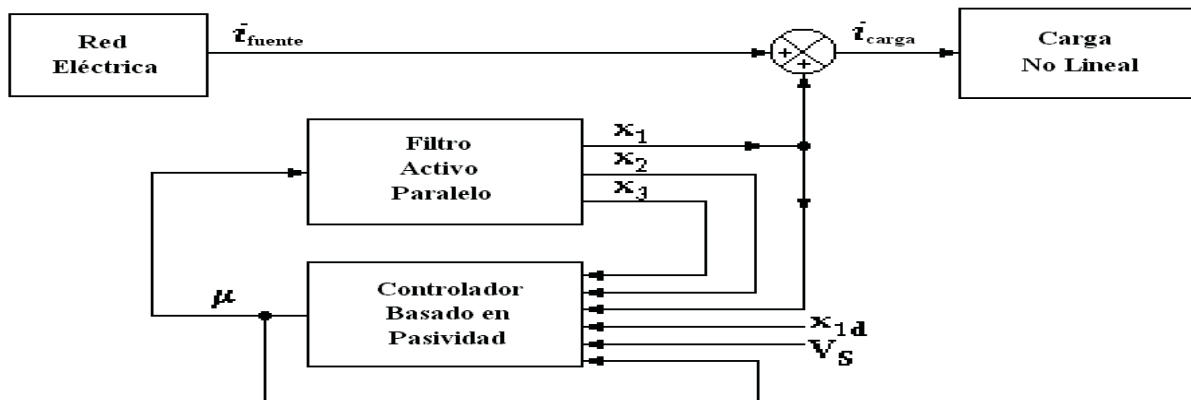 Red
Eléctrica
i fuente
+
+
i carga
Carga
No Lineal
Filtro
Activo
Paralelo
x1
x2
x3
μ
Controlador
Basado en
Pasividad
x1d
VS